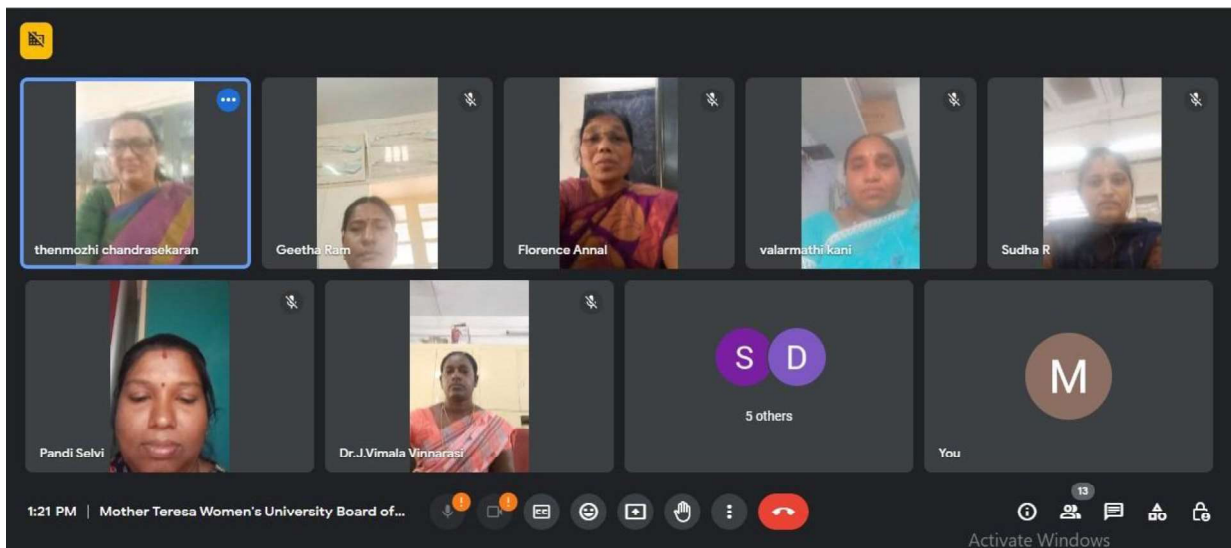 thenmozhi chandrasekaran
Geetha Ram
Florence Annal
valarmathi kani
Sudha R
Pandi Selvi
Dr.J.Vimala Vinnarasi
S D
5 others
M
You
1:21 PM | Mother Teresa Women's University Board of...
13
Activate Windows